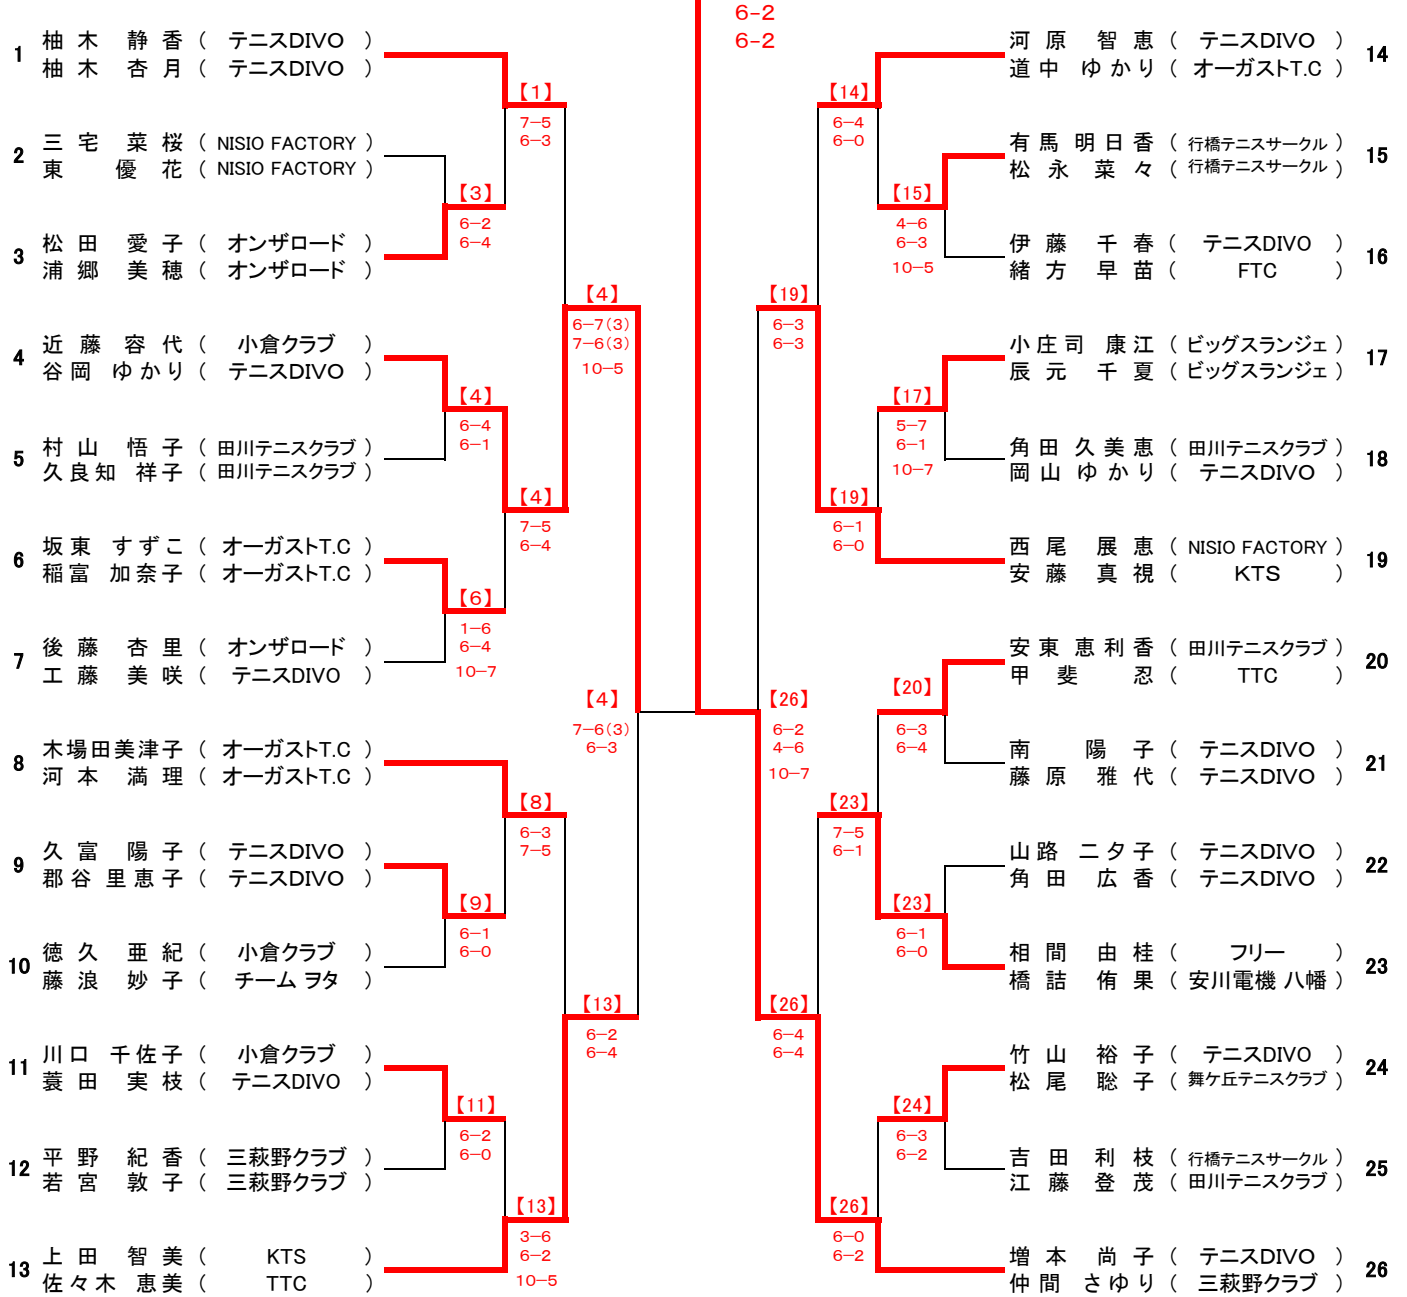 6-2
6-2
1 柚木 静香 ( テニスDIVO )
柚木 杏月 ( テニスDIVO )
【1】
7-5
6-3
2 三宅 菜桜 ( NISIO FACTORY )
東 優花 ( NISIO FACTORY )
【3】
6-2
6-4
3 松田 愛子 ( オンザロード )
浦郷 美穂 ( オンザロード )
【4】
6-7(3)
7-6(3)
10-5
4 近藤 容代 ( 小倉クラブ )
谷岡 ゆかり ( テニスDIVO )
【4】
6-4
6-1
5 村山 悟子 ( 田川テニスクラブ )
久良知 祥子 ( 田川テニスクラブ )
【4】
7-5
6-4
6 坂東 すずこ ( オーガストT.C )
稲富 加奈子 ( オーガストT.C )
【6】
1-6
6-4
10-7
7 後藤 杏里 ( オンザロード )
工藤 美咲 ( テニスDIVO )
【4】
7-6(3)
6-3
8 木場田美津子 ( オーガストT.C )
河本 満理 ( オーガストT.C )
【8】
6-3
7-5
9 久富 陽子 ( テニスDIVO )
郡谷 里恵子 ( テニスDIVO )
【9】
6-1
6-0
10 徳久 亜紀 ( 小倉クラブ )
藤浪 妙子 ( チーム ヲタ )
【13】
6-2
6-4
11 川口 千佐子 ( 小倉クラブ )
蓑田 実枝 ( テニスDIVO )
【11】
6-2
6-0
12 平野 紀香 ( 三萩野クラブ )
若宮 敦子 ( 三萩野クラブ )
【13】
3-6
6-2
10-5
13 上田 智美 ( KTS )
佐々木 恵美 ( TTC )
河原 智恵 ( テニスDIVO ) 14
道中 ゆかり ( オーガストT.C )
【14】
6-4
6-0
有馬 明日香 ( 行橋テニスサークル ) 15
松永 菜々 ( 行橋テニスサークル )
【15】
4-6
6-3
10-5
伊藤 千春 ( テニスDIVO ) 16
緒方 早苗 ( FTC )
【19】
6-3
6-3
小庄司 康江 ( ビッグスランジェ ) 17
辰元 千夏 ( ビッグスランジェ )
【17】
5-7
6-1
10-7
角田 久美恵 ( 田川テニスクラブ ) 18
岡山 ゆかり ( テニスDIVO )
【19】
6-1
6-0
西尾 展恵 ( NISIO FACTORY ) 19
安藤 真視 ( KTS )
安東 恵利香 ( 田川テニスクラブ ) 20
甲斐 忍 ( TTC )
【20】
6-3
6-4
【26】
6-2
4-6
10-7
南 陽子 ( テニスDIVO ) 21
藤原 雅代 ( テニスDIVO )
【23】
7-5
6-1
山路 二夕子 ( テニスDIVO ) 22
角田 広香 ( テニスDIVO )
【23】
6-1
6-0
相間 由桂 ( フリー ) 23
橋詰 侑果 ( 安川電機 八幡 )
【26】
6-4
6-4
竹山 裕子 ( テニスDIVO ) 24
松尾 聡子 ( 舞ケ丘テニスクラブ )
【24】
6-3
6-2
吉田 利枝 ( 行橋テニスサークル ) 25
江藤 登茂 ( 田川テニスクラブ )
【26】
6-0
6-2
増本 尚子 ( テニスDIVO ) 26
仲間 さゆり ( 三萩野クラブ )